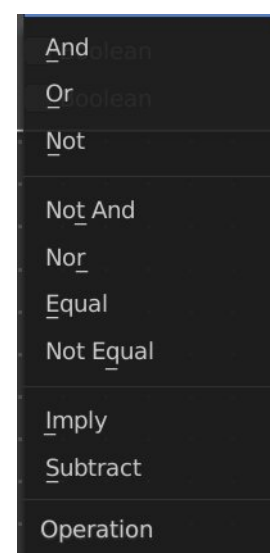 And
Or
Not
Not And
Nor
Equal
Not Equal
Imply
Subtract
Operation